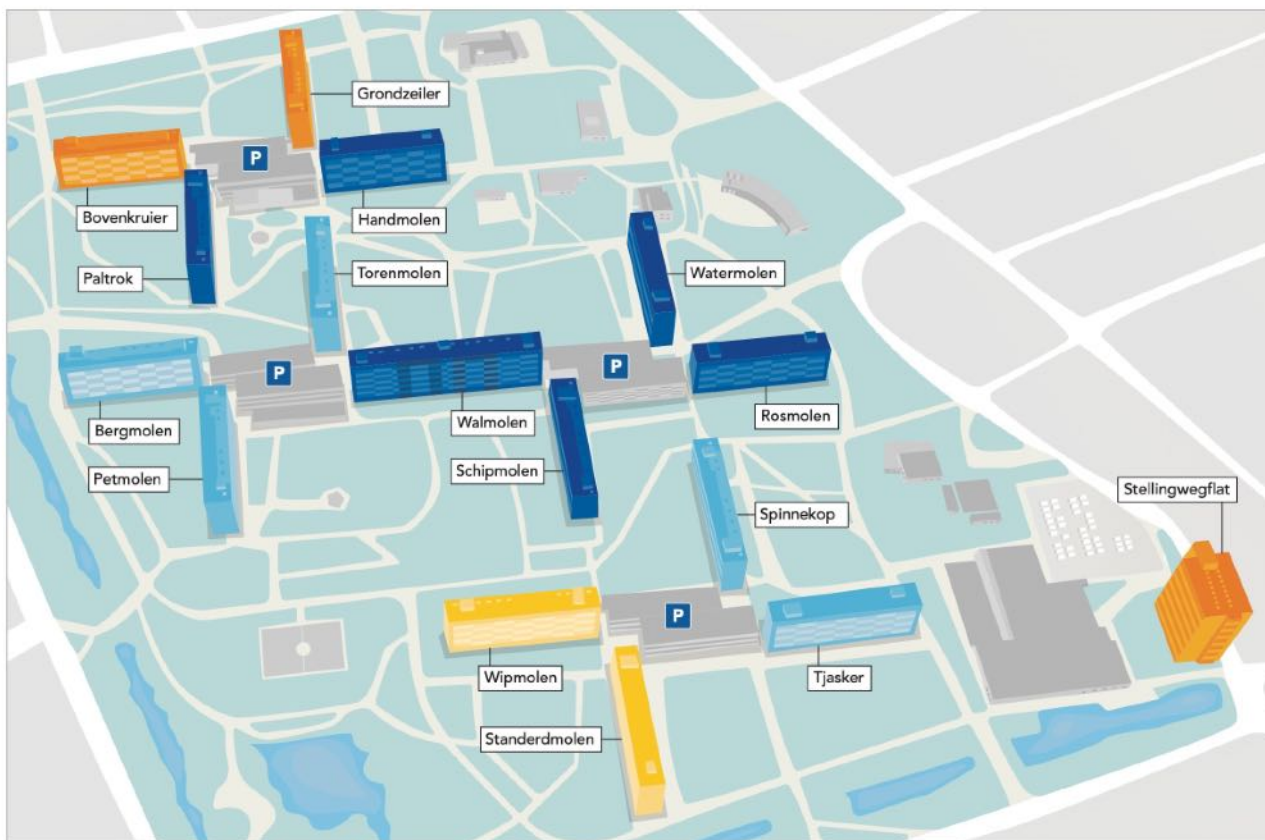 Grondzeiler
P
Bovenkruier
Handmolen
Paltrok
Torenmolen
Watermolen
P
P
Bergmolen
Walmolen
Rosmolen
Petmolen
Schipmolen
Stellingwegflat
Spinnekop
P
Wipmolen
Tjasker
Standerdmolen